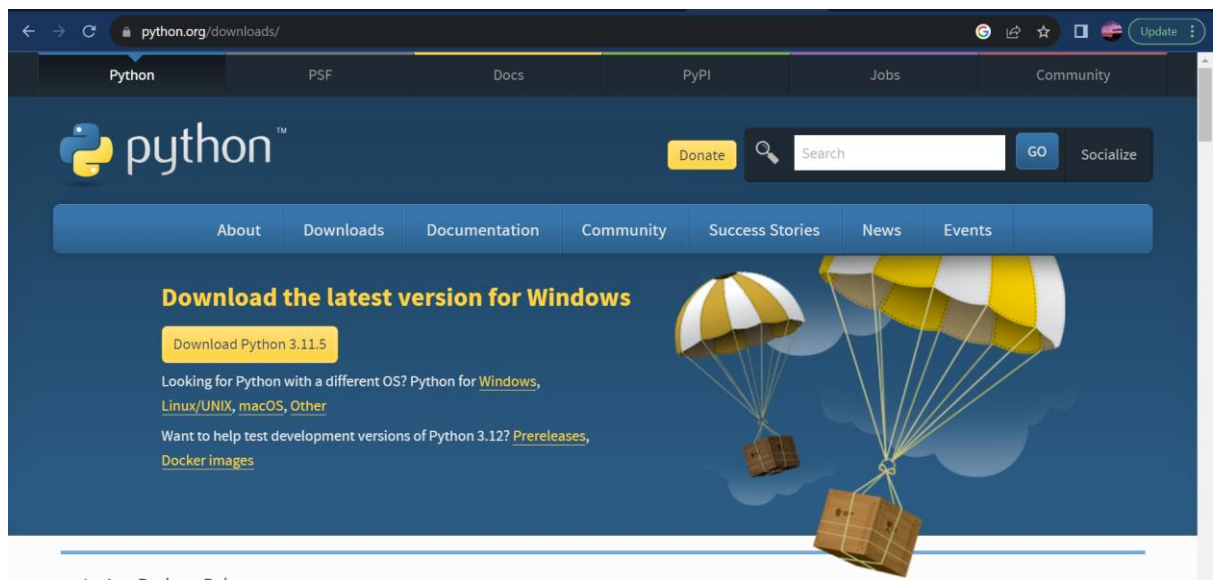 python.org/downloads/
Update
Python PSF Docs PyPI Jobs Community
python™
Donate Search GO Socialize
About Downloads Documentation Community Success Stories News Events
Download the latest version for Windows
Download Python 3.11.5
Looking for Python with a different OS? Python for Windows,
Linux/UNIX, macOS, Other
Want to help test development versions of Python 3.12? Prereleases,
Docker images